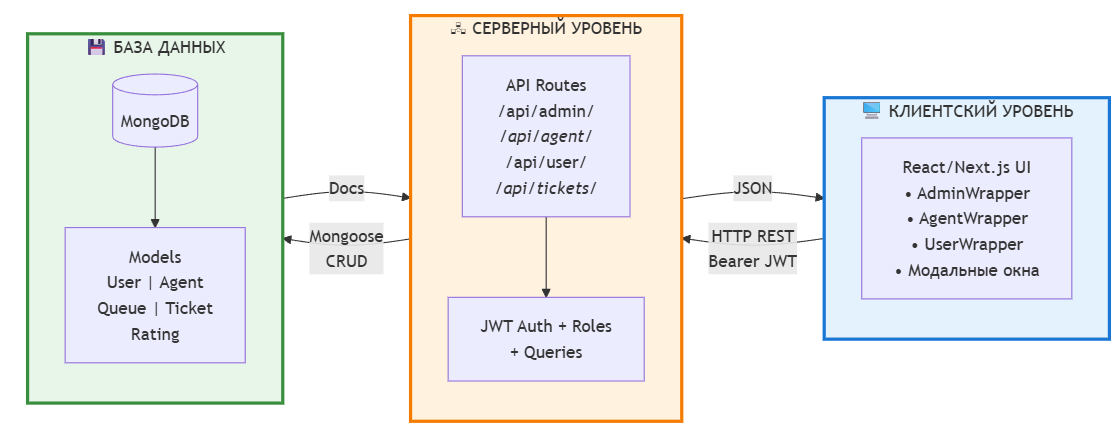 БАЗА ДАННЫХ
MongoDB
Models
User | Agent
Queue | Ticket
Rating
Docs
Mongoose
CRUD
СЕРВЕРНЫЙ УРОВЕНЬ
API Routes
/api/admin/
/api/agent/
/api/user/
/api/tickets/
JWT Auth + Roles
+ Queries
JSON
HTTP REST
Bearer JWT
КЛИЕНТСКИЙ УРОВЕНЬ
React/Next.js UI
• AdminWrapper
• AgentWrapper
• UserWrapper
• Модальные окна